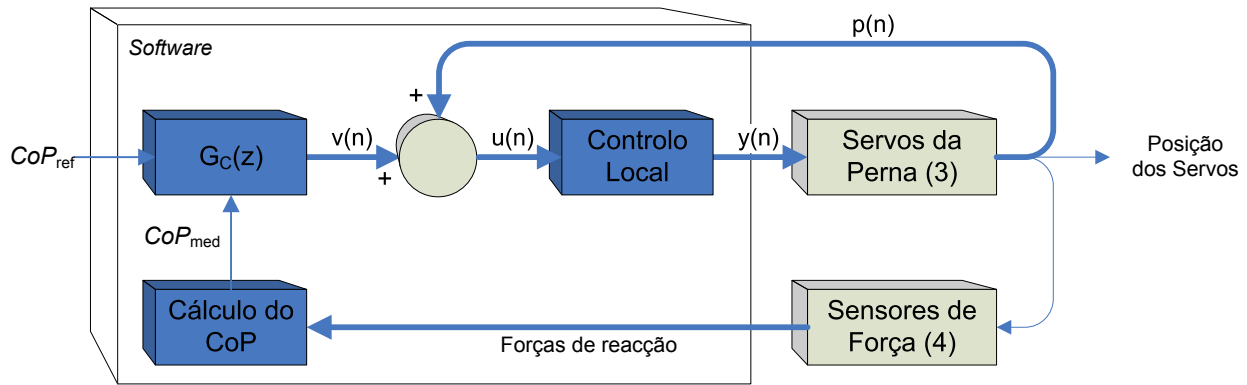 Software
p(n)
+
CoPref
GC(z)
v(n)
+
u(n)
Controlo
Local
y(n)
Servos da
Perna (3)
Posição
dos Servos
CoPmed
Cálculo do
CoP
Forças de reacção
Sensores de
Força (4)